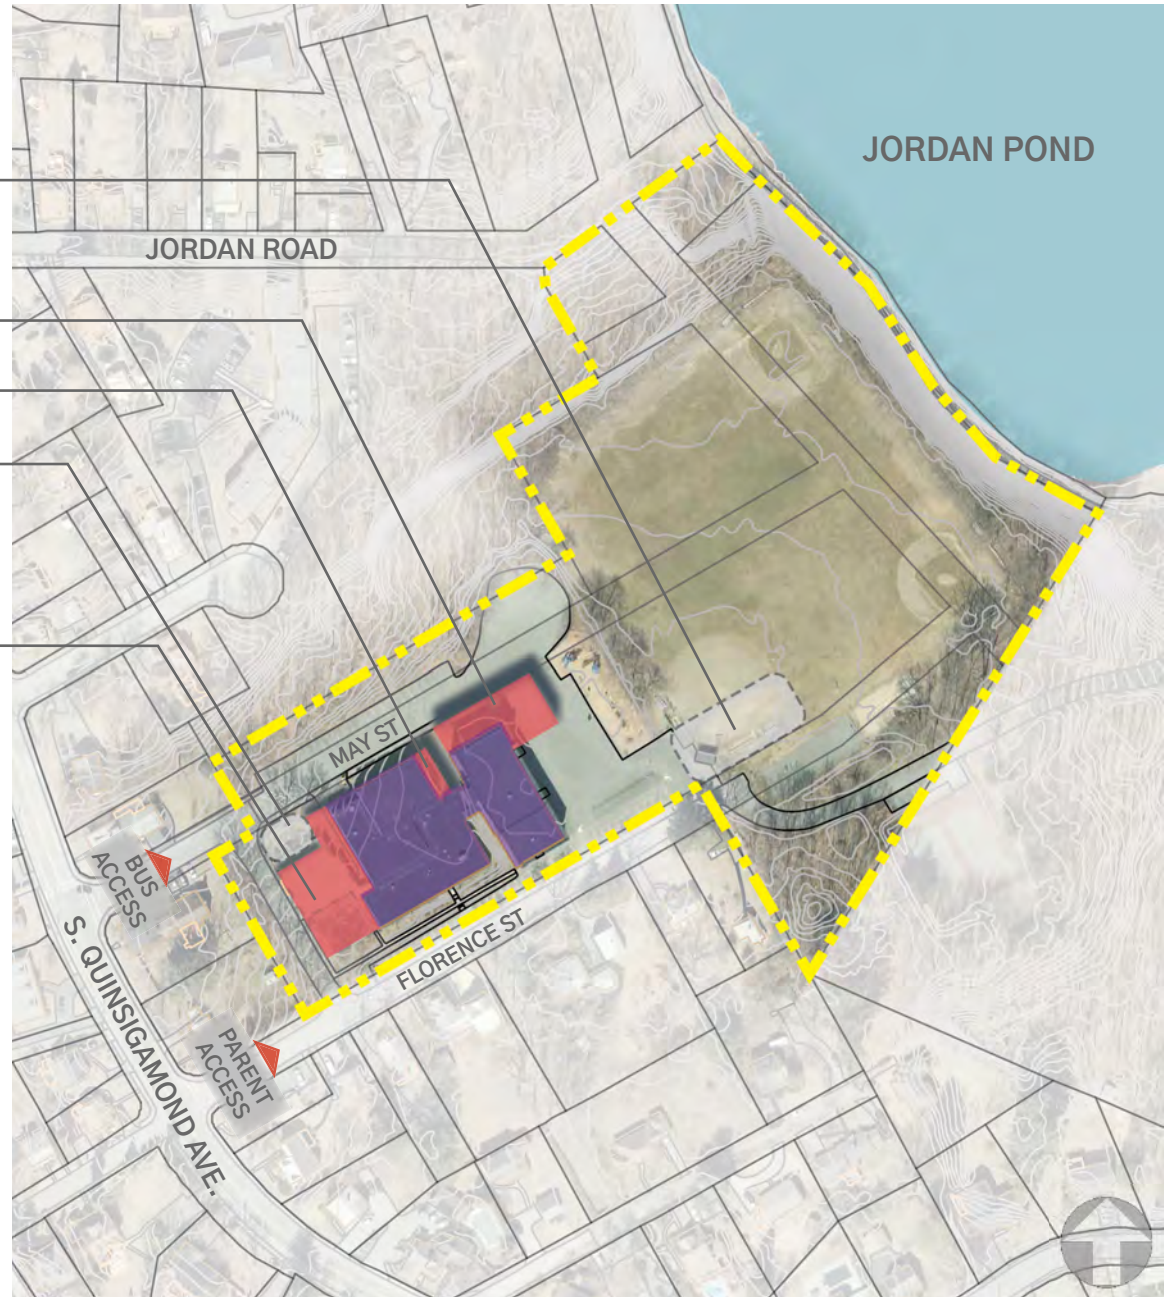 JORDAN POND
JORDAN ROAD
MAY ST
BUS
ACCESS
FLORENCE ST
S. QUINSIGAMOND AVE.
PARENT
ACCESS